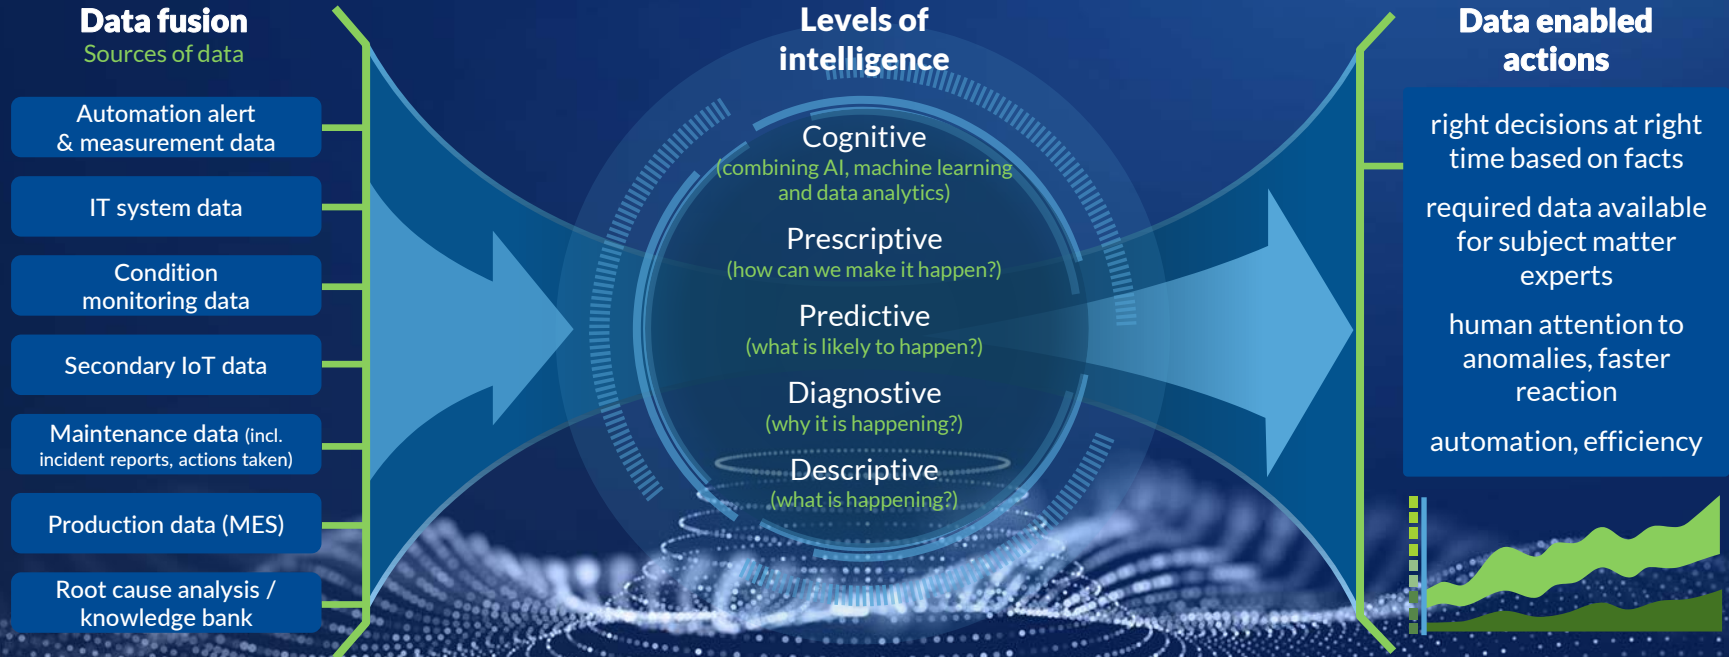 Data fusion
Sources of data
Automation alert
& measurement data
IT system data
Condition
monitoring data
Secondary IoT data
Maintenance data (incl.
incident reports, actions taken)
Production data (MES)
Root cause analysis /
knowledge bank
Levels of
intelligence
Cognitive
(combining AI, machine learning
and data analytics)
Prescriptive
(how can we make it happen?)
Predictive
(what is likely to happen?)
Diagnostive
(why it is happening?)
Descriptive
(what is happening?)
Data enabled
actions
right decisions at right
time based on facts
required data available
for subject matter
experts
human attention to
anomalies, faster
reaction
automation, efficiency